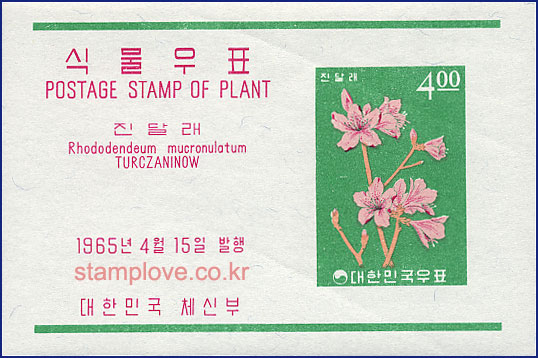 식물우표
POSTAGE STAMP OF PLANT
진달래
Rhododendeum mucronulatum
TURCZANINOW
1965년 4월 15일 발행
stamplove.co.kr
대한민국 체신부
진달래
4.00
대한민국우표